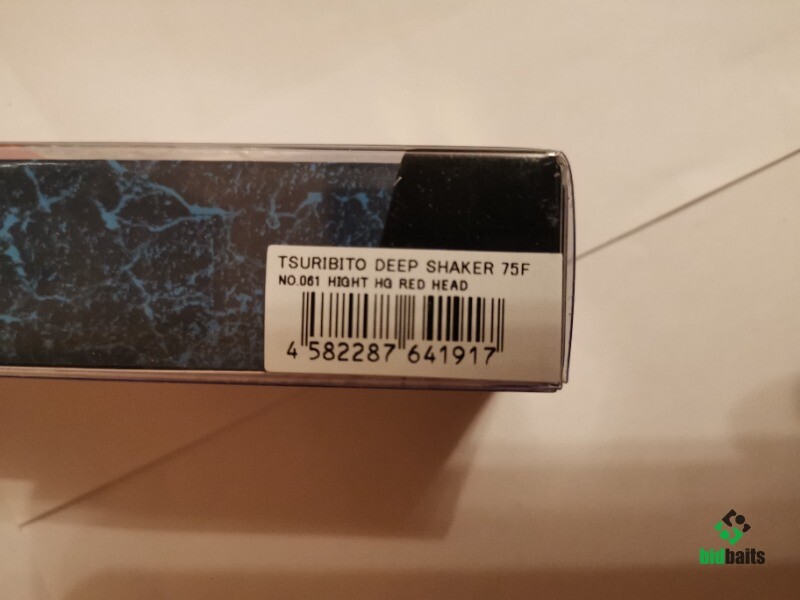 TSURIBITO DEEP SHAKER 75F
NO.061 HIGHT HG RED HEAD
4 582287 641917
bidbaits